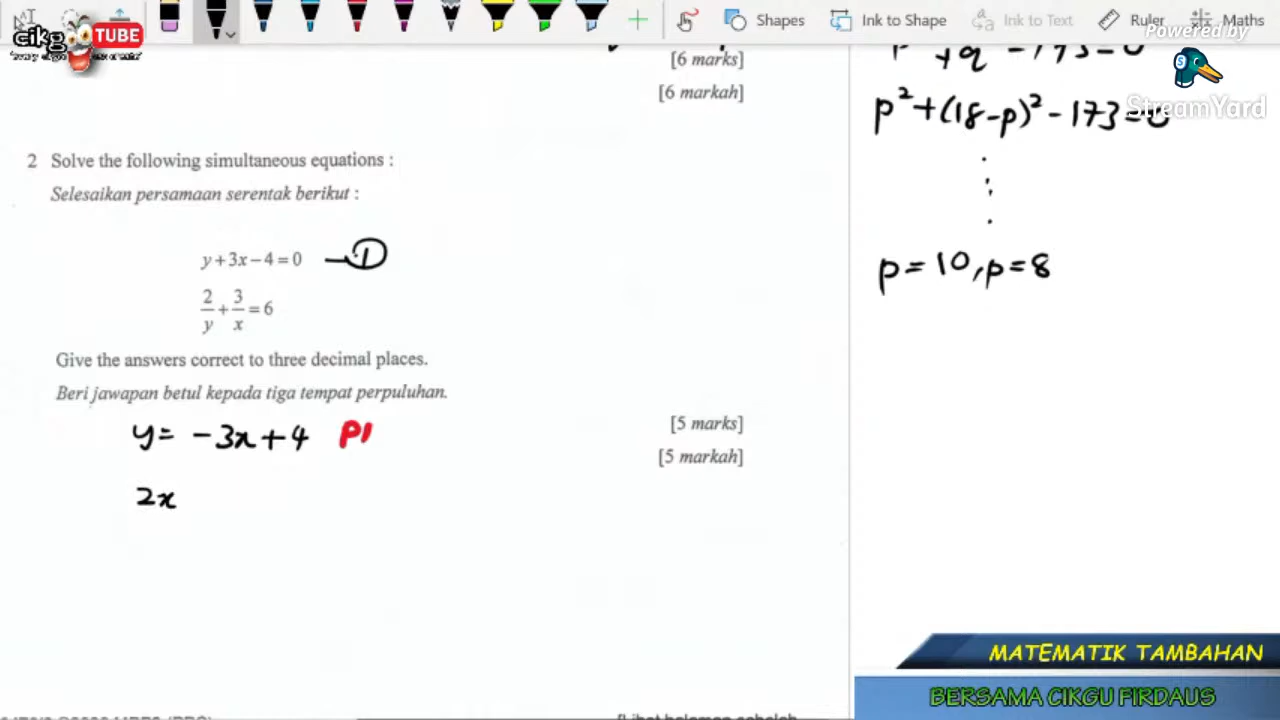 Shapes
Ink to Shape
Ink to Text
Ruler
Maths
cikg TUBE
Powered by
StreamYard
[6 marks]
[6 markah]
2 Solve the following simultaneous equations :
Selesaikan persamaan serentak berikut :
y + 3x − 4 = 0 — ①
2/y + 3/x = 6
Give the answers correct to three decimal places.
Beri jawapan betul kepada tiga tempat perpuluhan.
[5 marks]
[5 markah]
y = -3x + 4 P1
2x
p² + (18 - p)² - 173 = 0
p = 10, p = 8
MATEMATIK TAMBAHAN
BERSAMA CIKGU FIRDAUS